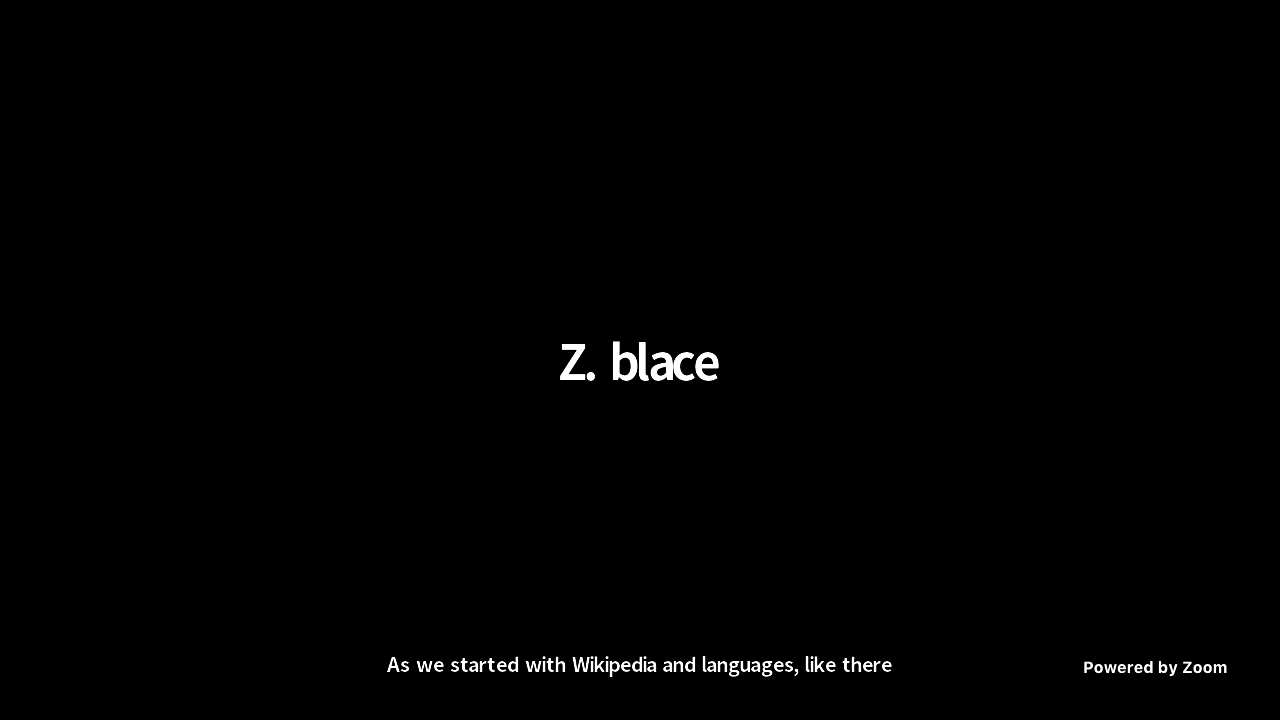 Z. blace
As we started with Wikipedia and languages, like there
Powered by Zoom